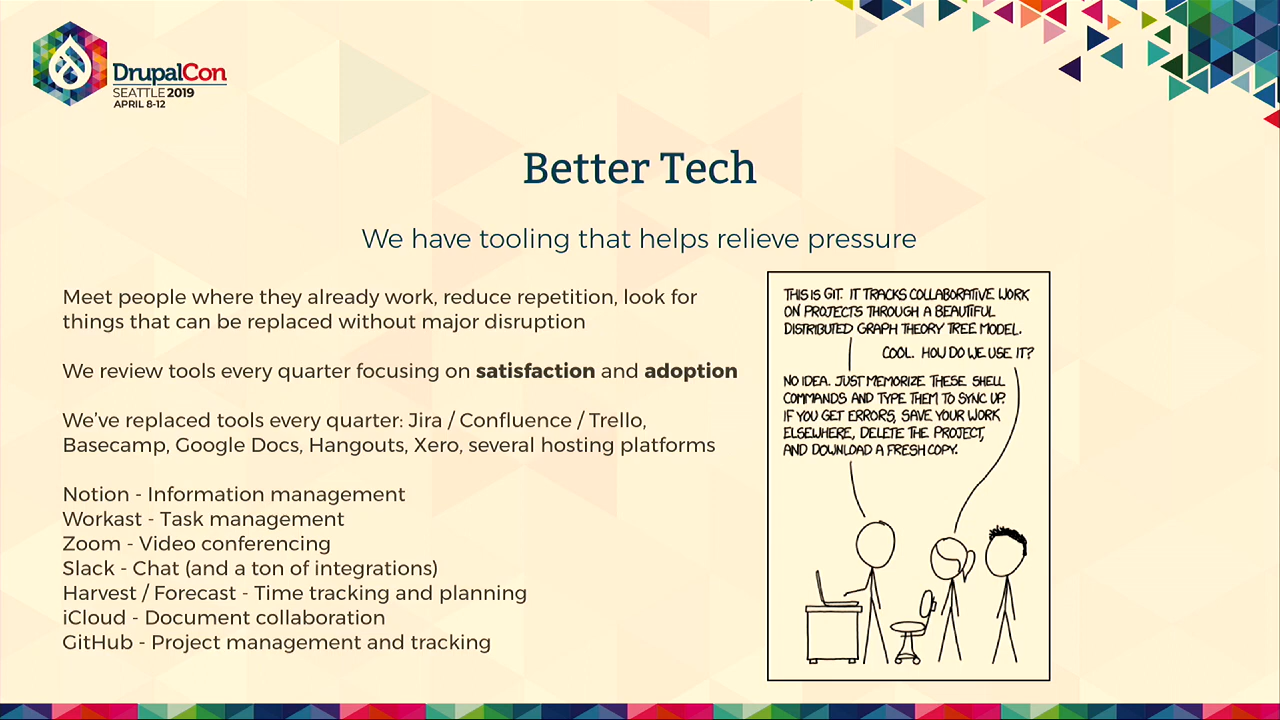 DrupalCon
SEATTLE 2019
APRIL 8-12
Better Tech
We have tooling that helps relieve pressure
Meet people where they already work, reduce repetition, look for
things that can be replaced without major disruption
We review tools every quarter focusing on satisfaction and adoption
We’ve replaced tools every quarter: Jira / Confluence / Trello,
Basecamp, Google Docs, Hangouts, Xero, several hosting platforms
Notion - Information management
Workast - Task management
Zoom - Video conferencing
Slack - Chat (and a ton of integrations)
Harvest / Forecast - Time tracking and planning
iCloud - Document collaboration
GitHub - Project management and tracking
THIS IS GIT. IT TRACKS COLLABORATIVE WORK
ON PROJECTS THROUGH A BEAUTIFUL
DISTRIBUTED GRAPH THEORY TREE MODEL.
COOL. HOW DO WE USE IT?
NO IDEA. JUST MEMORIZE THESE SHELL
COMMANDS AND TYPE THEM TO SYNC UP.
IF YOU GET ERRORS, SAVE YOUR WORK
ELSEWHERE, DELETE THE PROJECT,
AND DOWNLOAD A FRESH COPY.